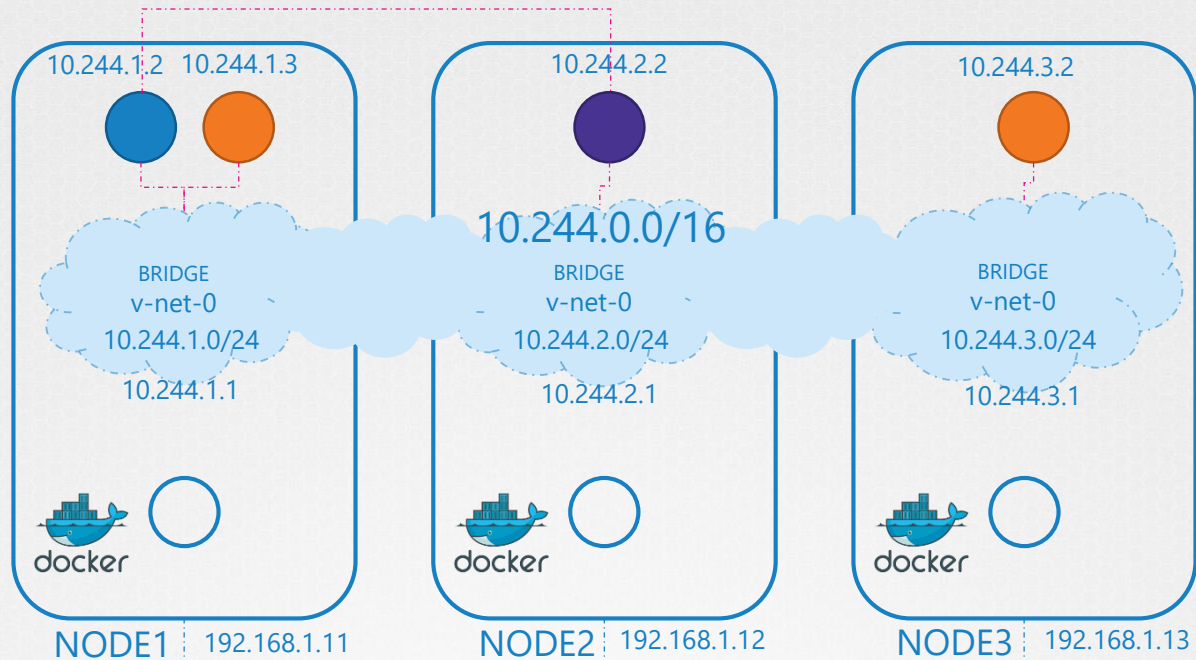 10.244.1.2 10.244.1.3
10.244.2.2
10.244.3.2
10.244.0.0/16
BRIDGE
v-net-0
10.244.1.0/24
10.244.1.1
BRIDGE
v-net-0
10.244.2.0/24
10.244.2.1
BRIDGE
v-net-0
10.244.3.0/24
10.244.3.1
docker
docker
docker
NODE1 192.168.1.11
NODE2 192.168.1.12
NODE3 192.168.1.13